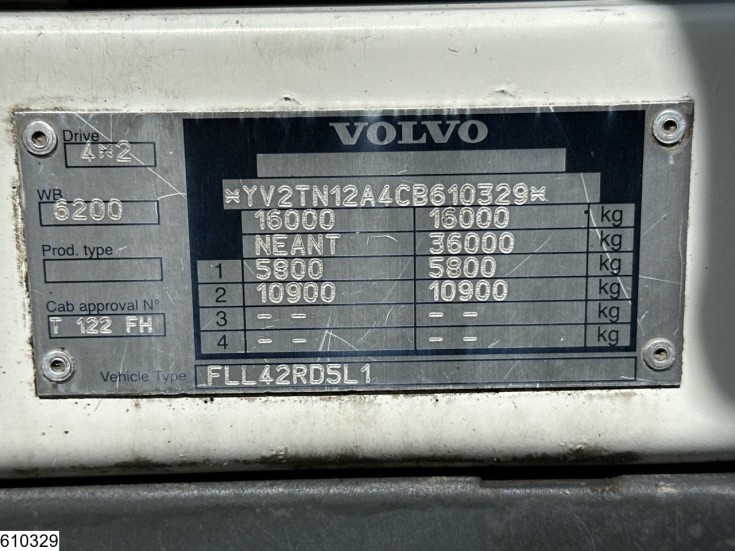 VOLVO
Drive
4*2
WB
6200
Prod. type
Cab approval N°
T 122 FH
*YV2TN12A4CB610329*
16000 16000 kg
NEANT 36000 kg
1 5800 5800 kg
2 10900 10900 kg
3 - - - - kg
4 - - - - kg
Vehicle Type FLL42RD5L1
610329